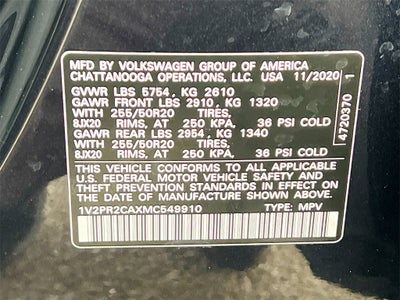 MFD BY VOLKSWAGEN GROUP OF AMERICA
CHATTANOOGA OPERATIONS, LLC. USA 11/2020
GVWR LBS 5754, KG 2610
GAWR FRONT LBS 2910, KG 1320
WITH 255/50R20 TIRES,
8JX20 RIMS, AT 250 KPA, 36 PSI COLD
GAWR REAR LBS 2954, KG 1340
WITH 255/50R20 TIRES,
8JX20 RIMS, AT 250 KPA, 36 PSI COLD
THIS VEHICLE CONFORMS TO ALL APPLICABLE
U.S. FEDERAL MOTOR VEHICLE SAFETY AND
THEFT PREVENTION STANDARDS IN EFFECT ON
THE DATE OF MANUFACTURE SHOWN ABOVE.
1V2PR2CAXMC549910 TYPE: MPV
4720370 1